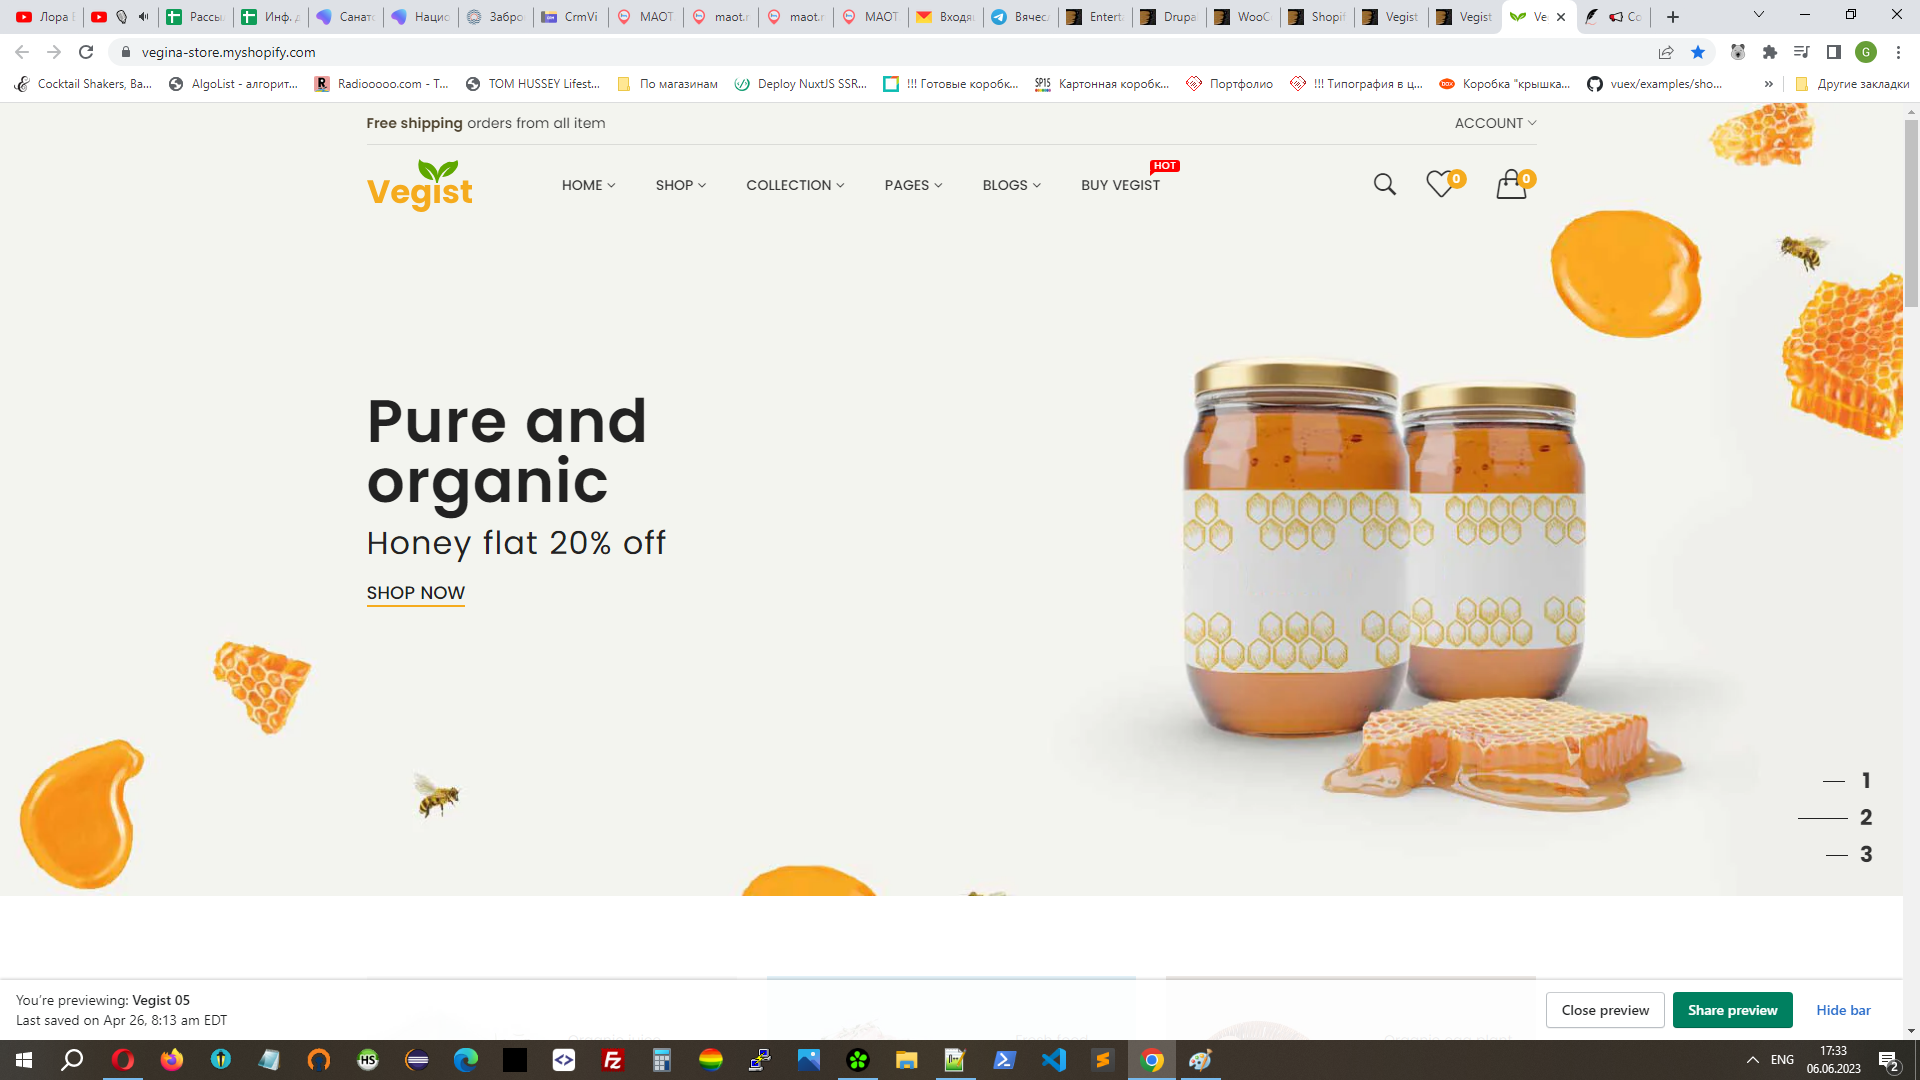 Лора
Рассы
Инф. д
Санат
Нацио
Забро
CrmVi
МАОТ
maot.r
maot.r
МАОТ
Входя
Вячес
Entert
Drupa
WooC
Shopif
Vegist
Vegist
Ve
Co
vegina-store.myshopify.com
G
Cocktail Shakers, Ba...
AlgoList - алгорит...
Radiooooo.com - T...
TOM HUSSEY Lifest...
По магазинам
Deploy NuxtJS SSR...
!!! Готовые коробк...
Картонная коробк...
Портфолио
!!! Типография в ц...
Коробка "крышка...
vuex/examples/sho...
»
Другие закладки
Free shipping orders from all item
ACCOUNT
Vegist
HOME
SHOP
COLLECTION
PAGES
BLOGS
BUY VEGIST
HOT
0
0
Pure and
organic
Honey flat 20% off
SHOP NOW
1
2
3
You're previewing: Vegist 05
Last saved on Apr 26, 8:13 am EDT
Close preview
Share preview
Hide bar
ENG
17:33
06.06.2023
2